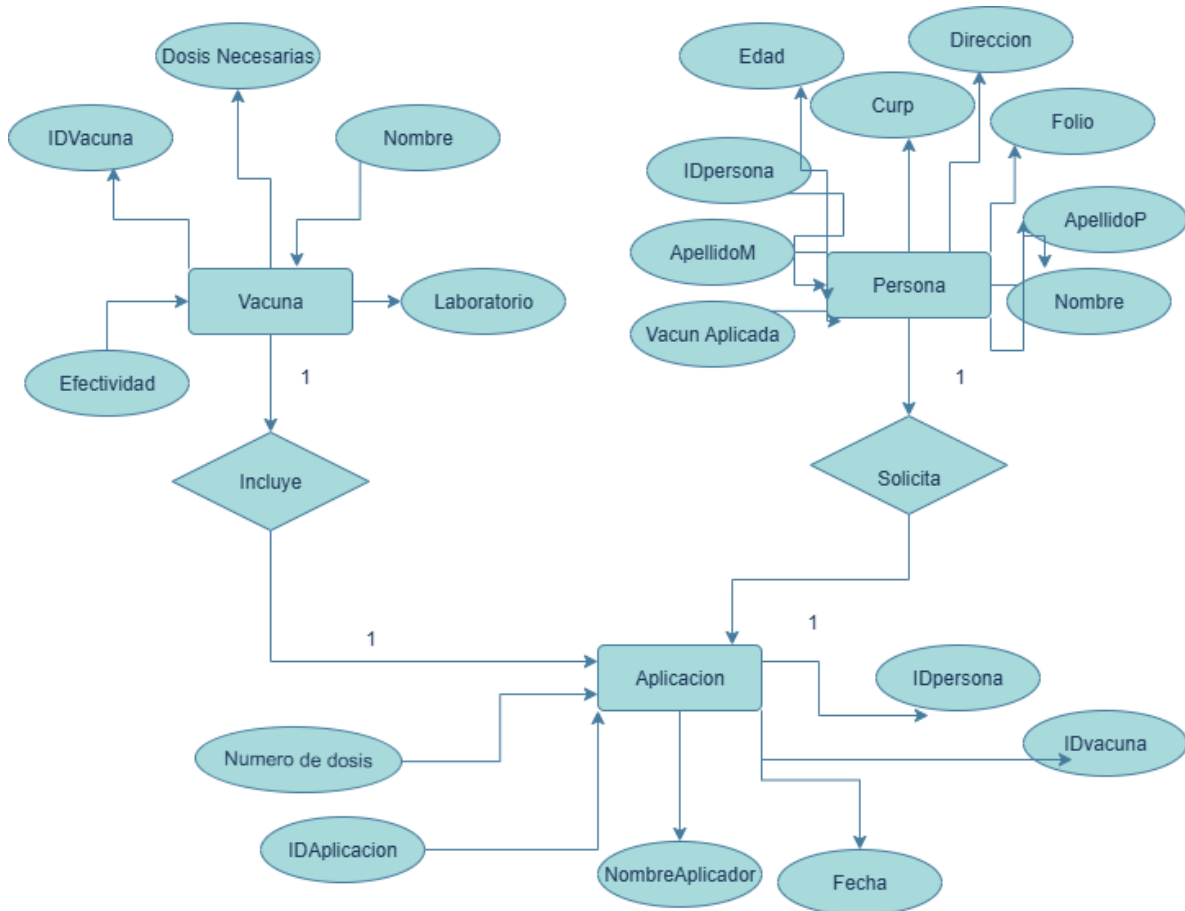 Dosis Necesarias
IDVacuna
Nombre
Vacuna
Laboratorio
Efectividad
1
Incluye
1
Edad
Direccion
Curp
Folio
IDpersona
ApellidoP
ApellidoM
Persona
Nombre
Vacun Aplicada
1
Solicita
1
Aplicacion
IDpersona
IDvacuna
Numero de dosis
IDAplicacion
NombreAplicador
Fecha